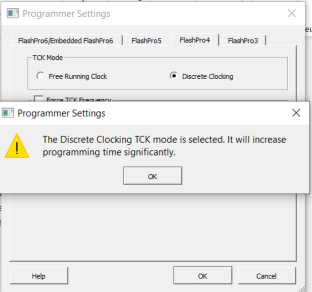 Programmer Settings
FlashPro6/Embedded FlashPro6 FlashPro5 FlashPro4 FlashPro3
TCK Mode
Free Running Clock Discrete Clocking
Force TCK Frequency
Programmer Settings
The Discrete Clocking TCK mode is selected. It will increase
programming time significantly.
OK
Help OK Cancel